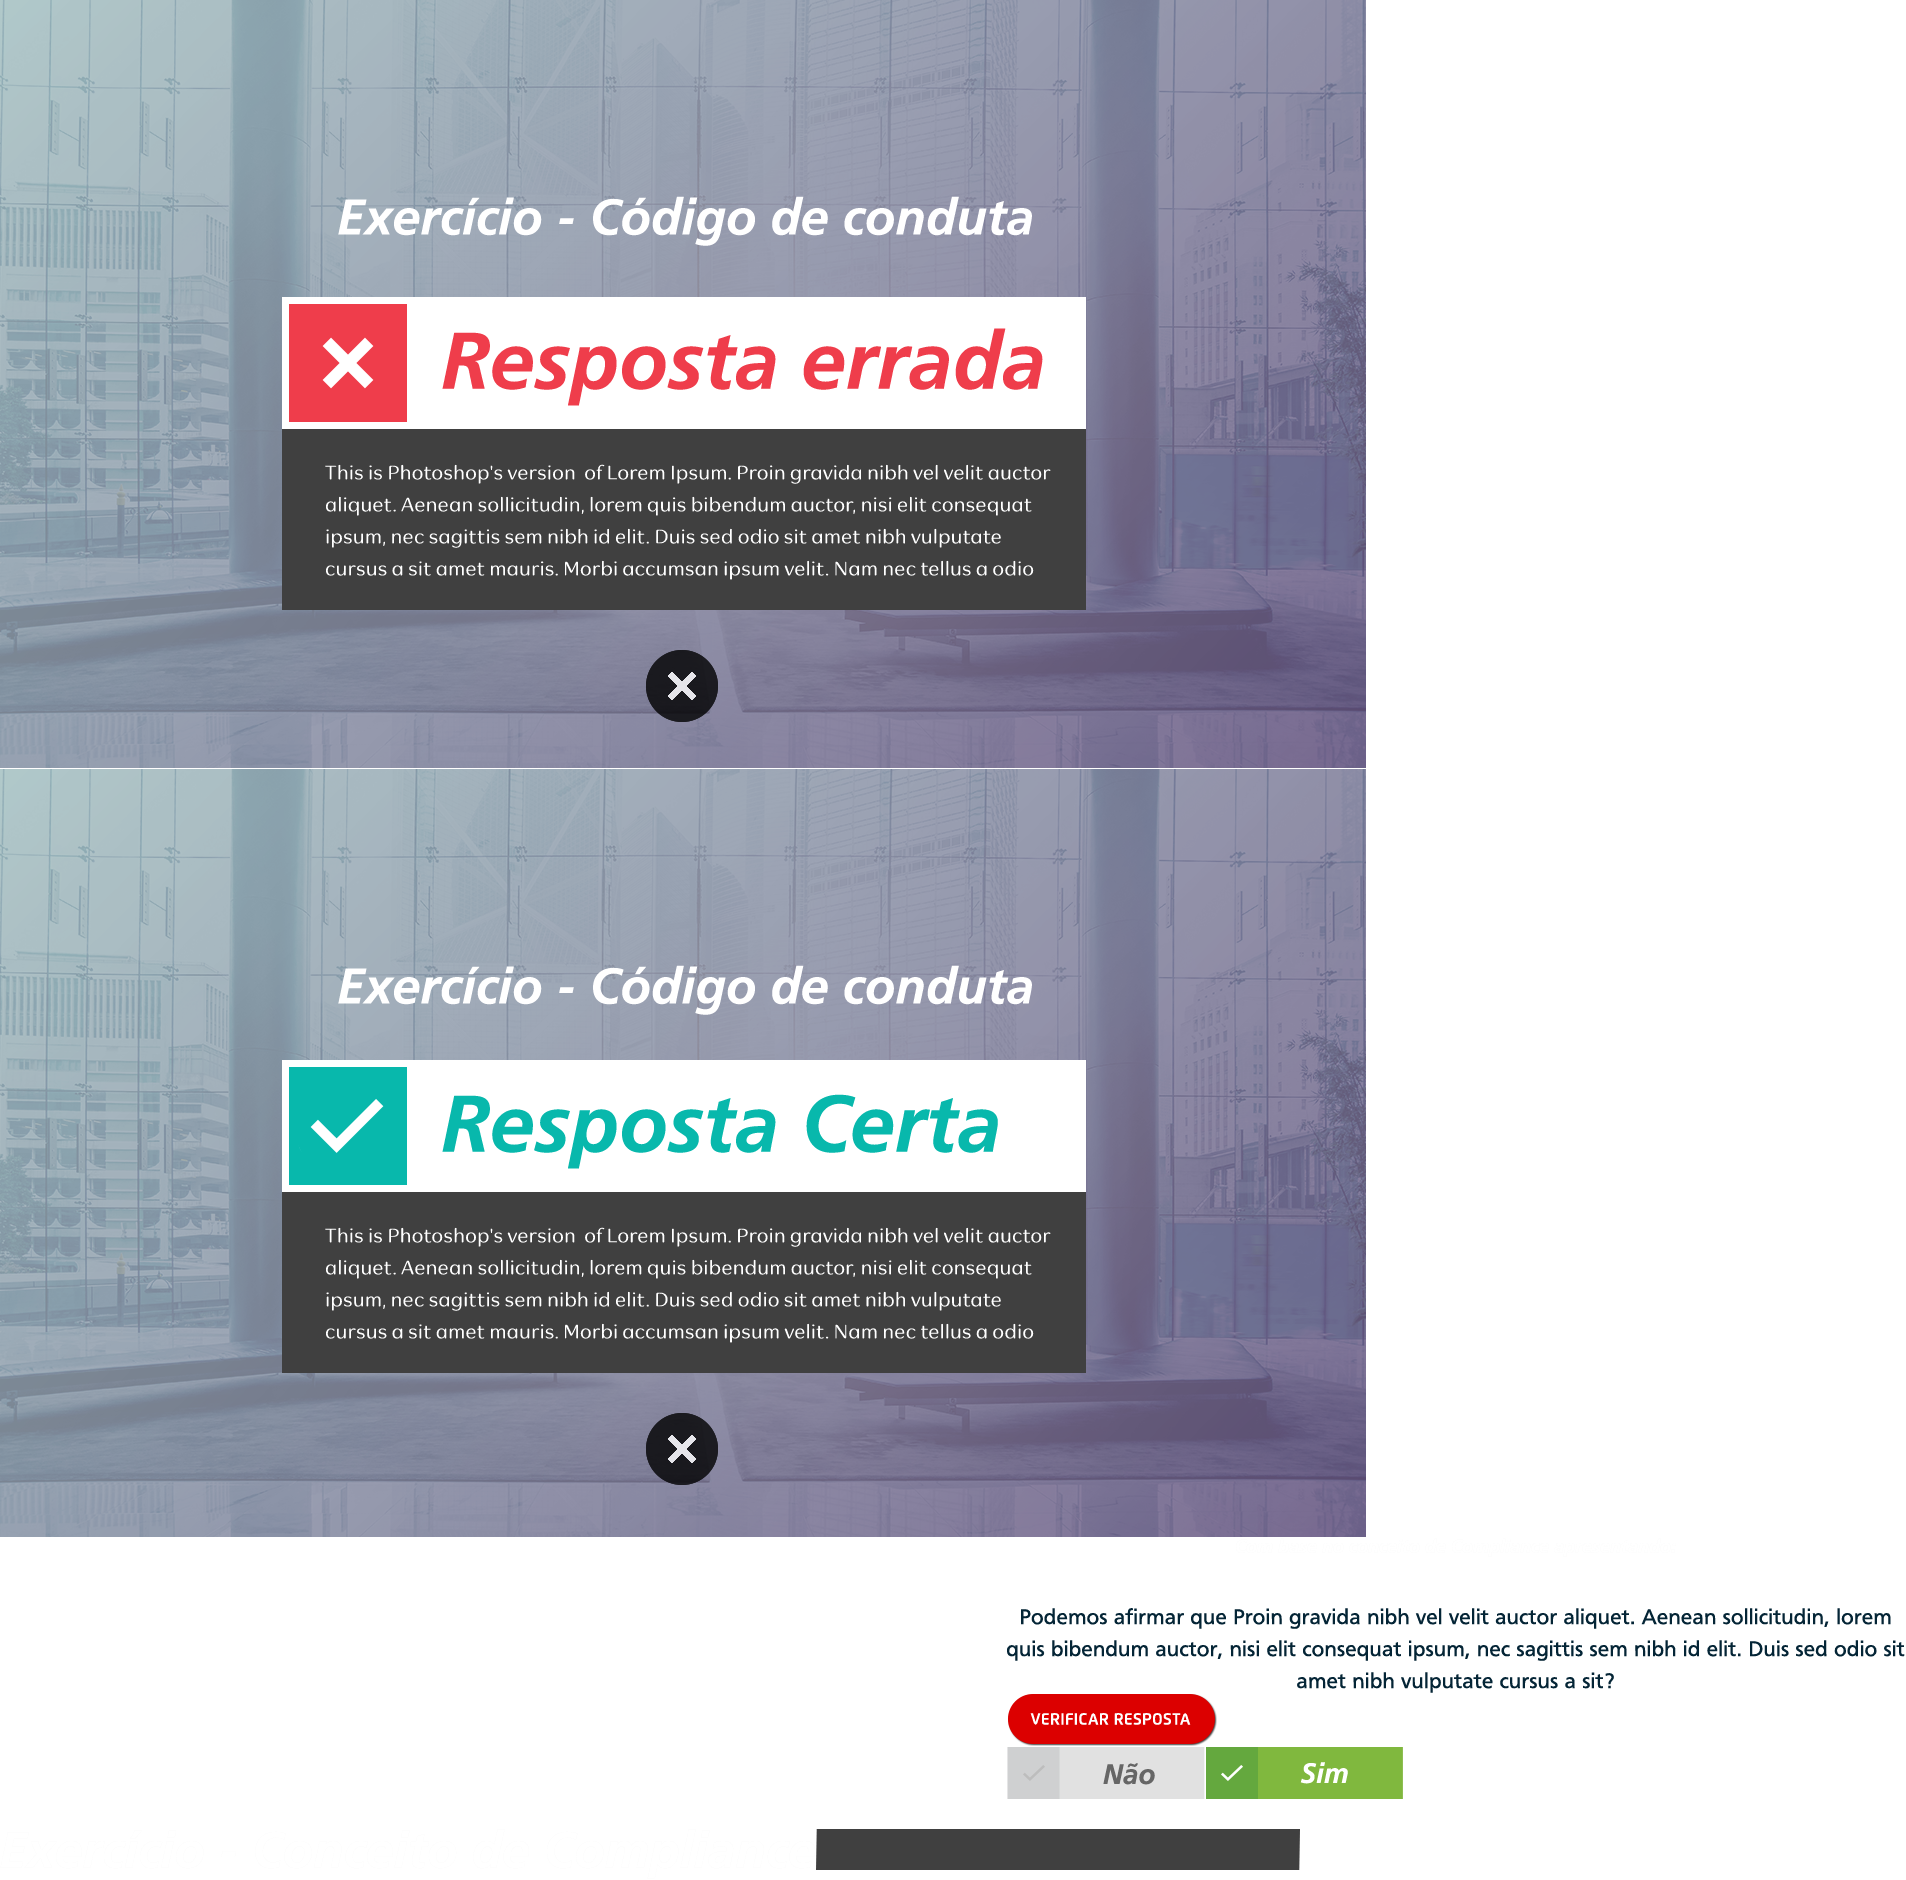 Exercício - Código de conduta
Resposta errada
This is Photoshop's version of Lorem Ipsum. Proin gravida nibh vel velit auctor
aliquet. Aenean sollicitudin, lorem quis bibendum auctor, nisi elit consequat
ipsum, nec sagittis sem nibh id elit. Duis sed odio sit amet nibh vulputate
cursus a sit amet mauris. Morbi accumsan ipsum velit. Nam nec tellus a odio
Exercício - Código de conduta
Resposta Certa
This is Photoshop's version of Lorem Ipsum. Proin gravida nibh vel velit auctor
aliquet. Aenean sollicitudin, lorem quis bibendum auctor, nisi elit consequat
ipsum, nec sagittis sem nibh id elit. Duis sed odio sit amet nibh vulputate
cursus a sit amet mauris. Morbi accumsan ipsum velit. Nam nec tellus a odio
Podemos afirmar que Proin gravida nibh vel velit auctor aliquet. Aenean sollicitudin, lorem
quis bibendum auctor, nisi elit consequat ipsum, nec sagittis sem nibh id elit. Duis sed odio sit
amet nibh vulputate cursus a sit?
VERIFICAR RESPOSTA
Não
Sim